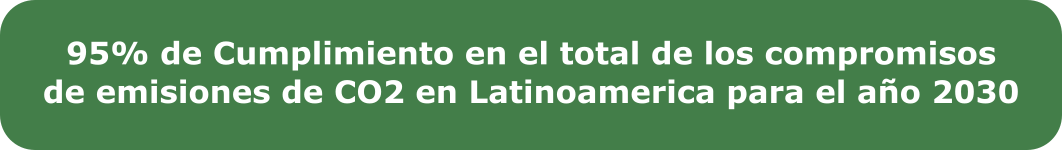 95% de Cumplimiento en el total de los compromisos
de emisiones de CO2 en Latinoamerica para el año 2030